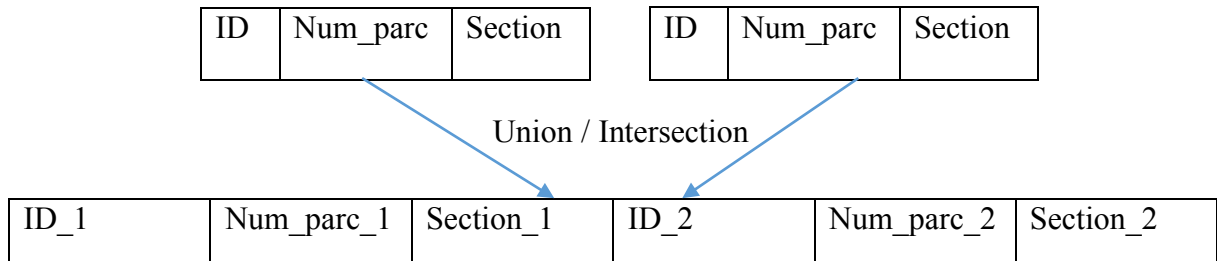 ID Num_parc Section ID Num_parc Section
Union / Intersection
ID_1 Num_parc_1 Section_1 ID_2 Num_parc_2 Section_2